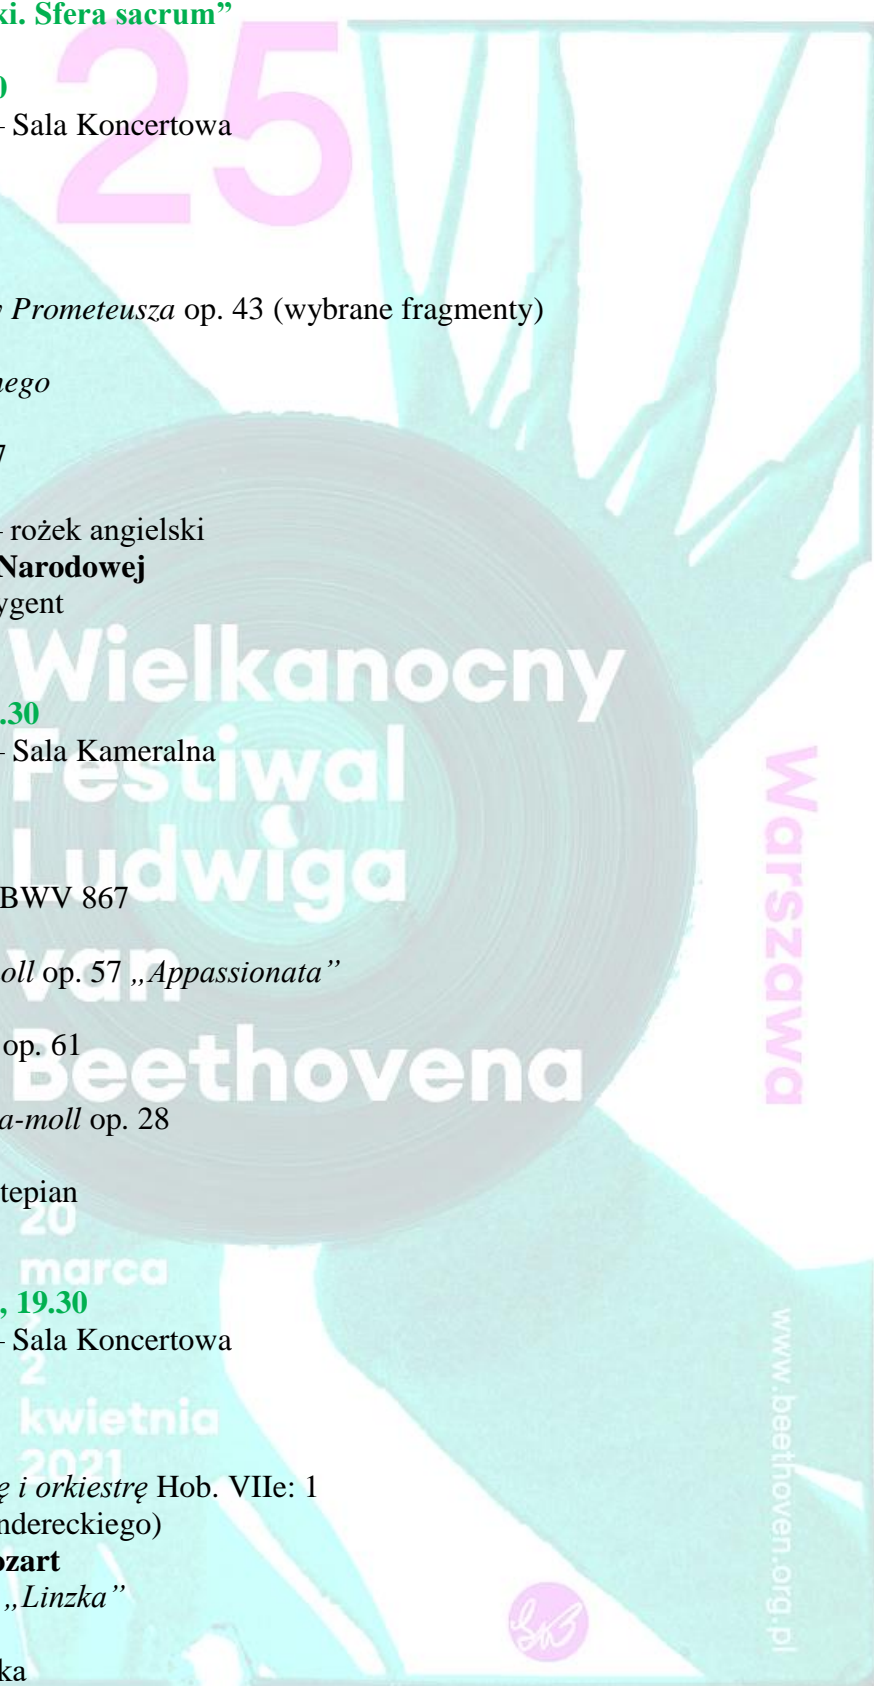 ki. Sfera sacrum”
25
0
– Sala Koncertowa
y Prometeusza op. 43 (wybrane fragmenty)
nego
7
– rożek angielski
Narodowej
ygent
Wielkanocny
Festiwal
Ludwiga
van
Beethovena
Warszawa
.30
– Sala Kameralna
BWV 867
oll op. 57 „Appassionata”
op. 61
a-moll op. 28
tepian
20
marca
2
kwietnia
2021
, 19.30
– Sala Koncertowa
ę i orkiestrę Hob. VIIe: 1
ndereckiego)
ozart
„Linzka”
ka
www.beethoven.org.pl